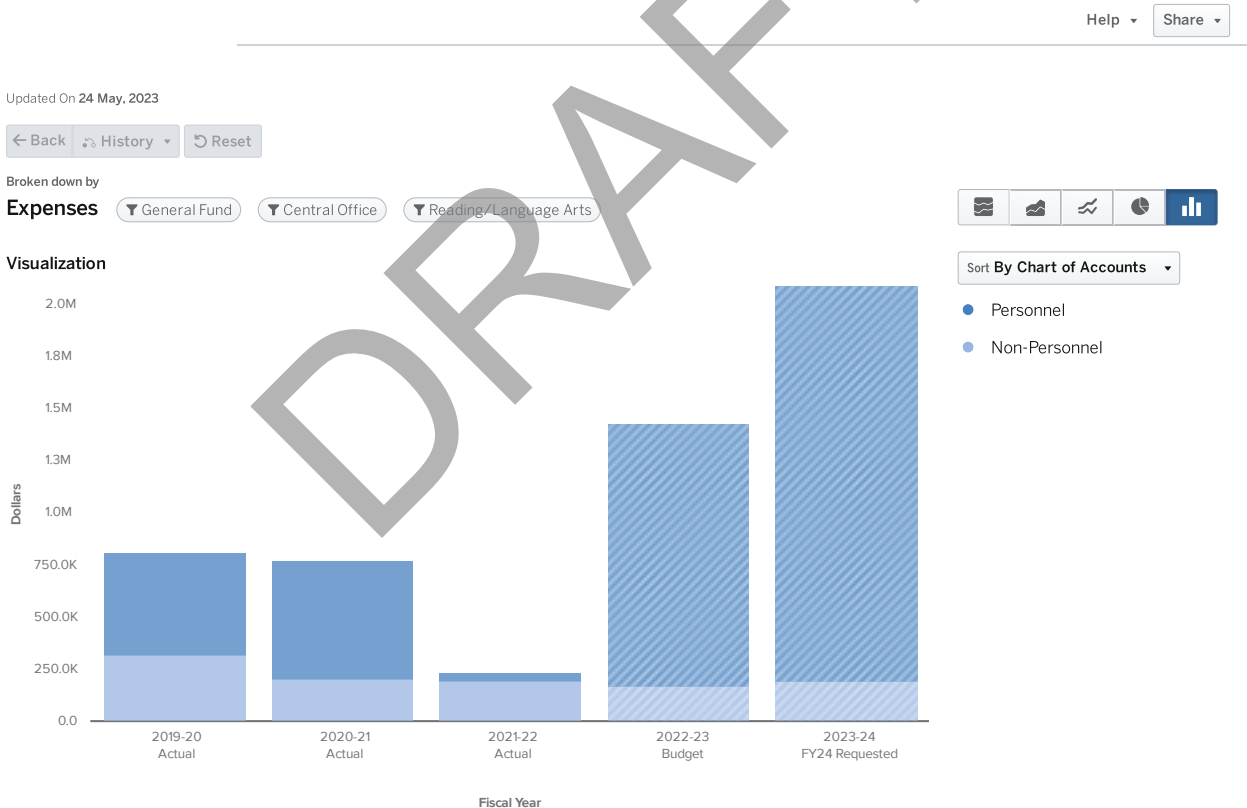 Help
Share
Updated On 24 May, 2023
Back
History
Reset
Broken down by
Expenses
General Fund
Central Office
Reading/Language Arts
Visualization
Sort By Chart of Accounts
Personnel
Non-Personnel
Dollars
2.0M
1.8M
1.5M
1.3M
1.0M
750.0K
500.0K
250.0K
0.0
2019-20
Actual
2020-21
Actual
2021-22
Actual
2022-23
Budget
2023-24
FY24 Requested
Fiscal Year